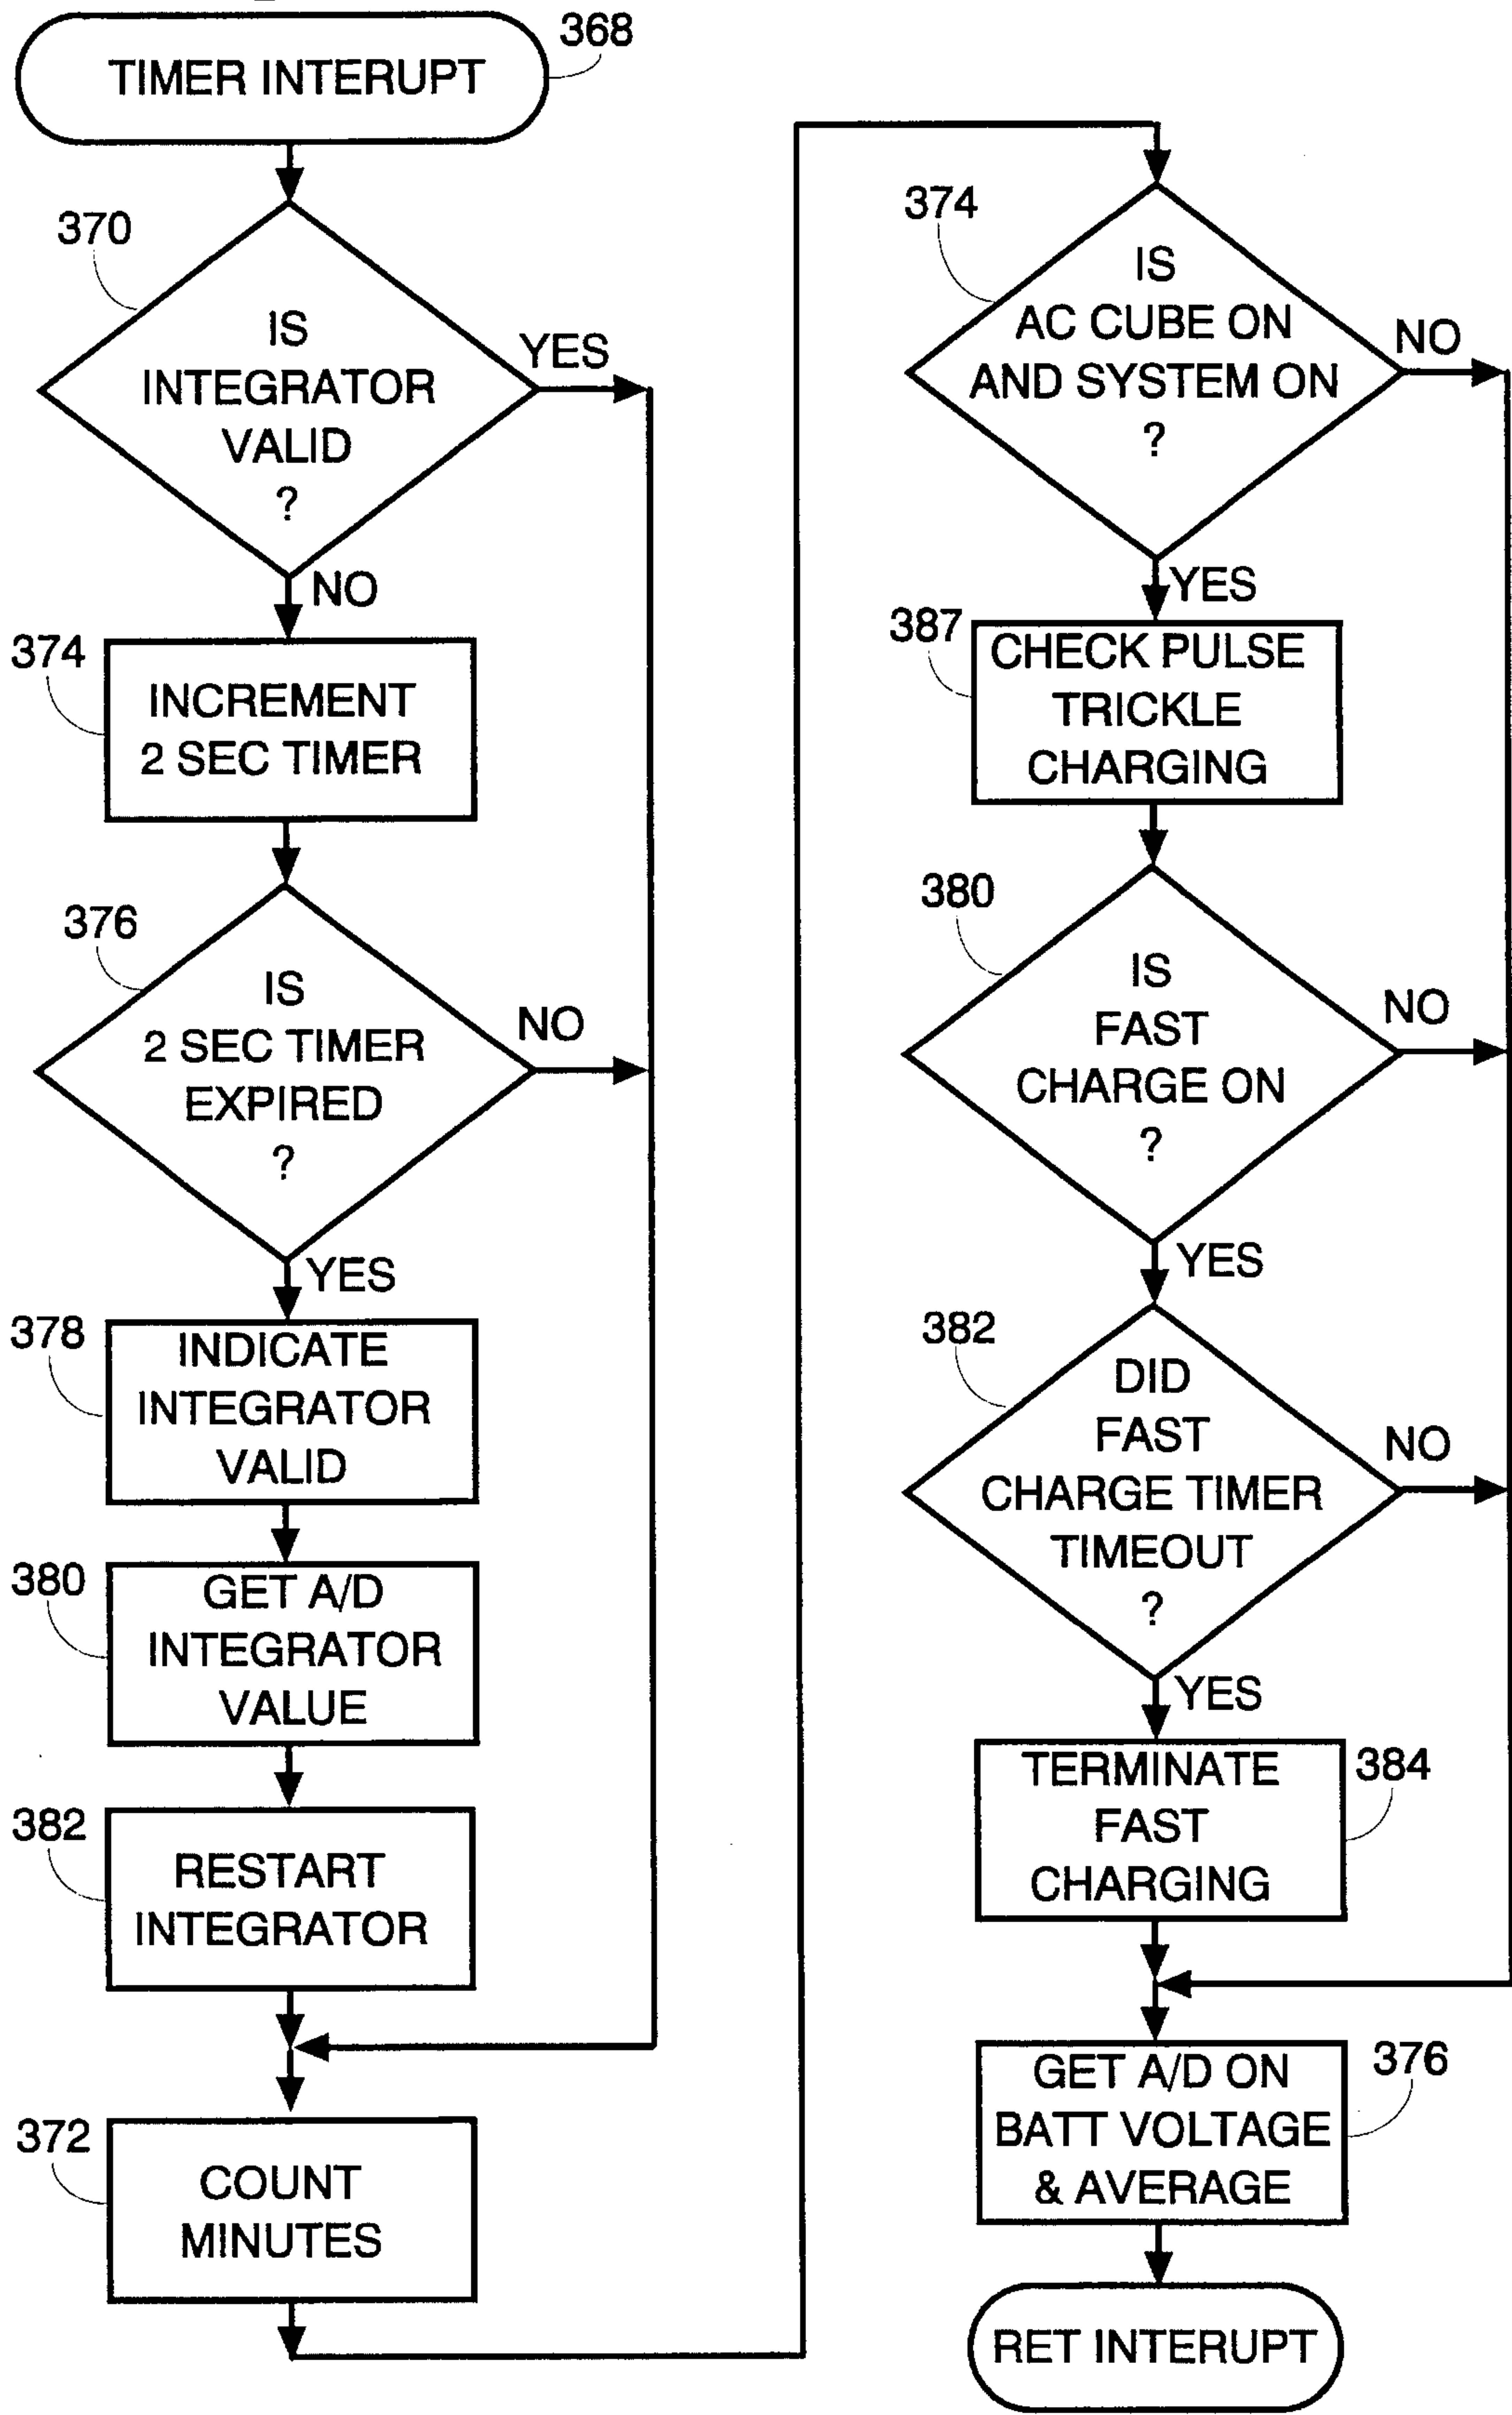 TIMER INTERUPT
368
370
IS
INTEGRATOR
VALID
?
YES
NO
374
INCREMENT
2 SEC TIMER
376
IS
2 SEC TIMER
EXPIRED
?
NO
YES
378
INDICATE
INTEGRATOR
VALID
380
GET A/D
INTEGRATOR
VALUE
382
RESTART
INTEGRATOR
372
COUNT
MINUTES
374
IS
AC CUBE ON
AND SYSTEM ON
?
NO
YES
387
CHECK PULSE
TRICKLE
CHARGING
380
IS
FAST
CHARGE ON
?
NO
YES
382
DID
FAST
CHARGE TIMER
TIMEOUT
?
NO
YES
TERMINATE
FAST
CHARGING
384
GET A/D ON
BATT VOLTAGE
& AVERAGE
376
RET INTERUPT